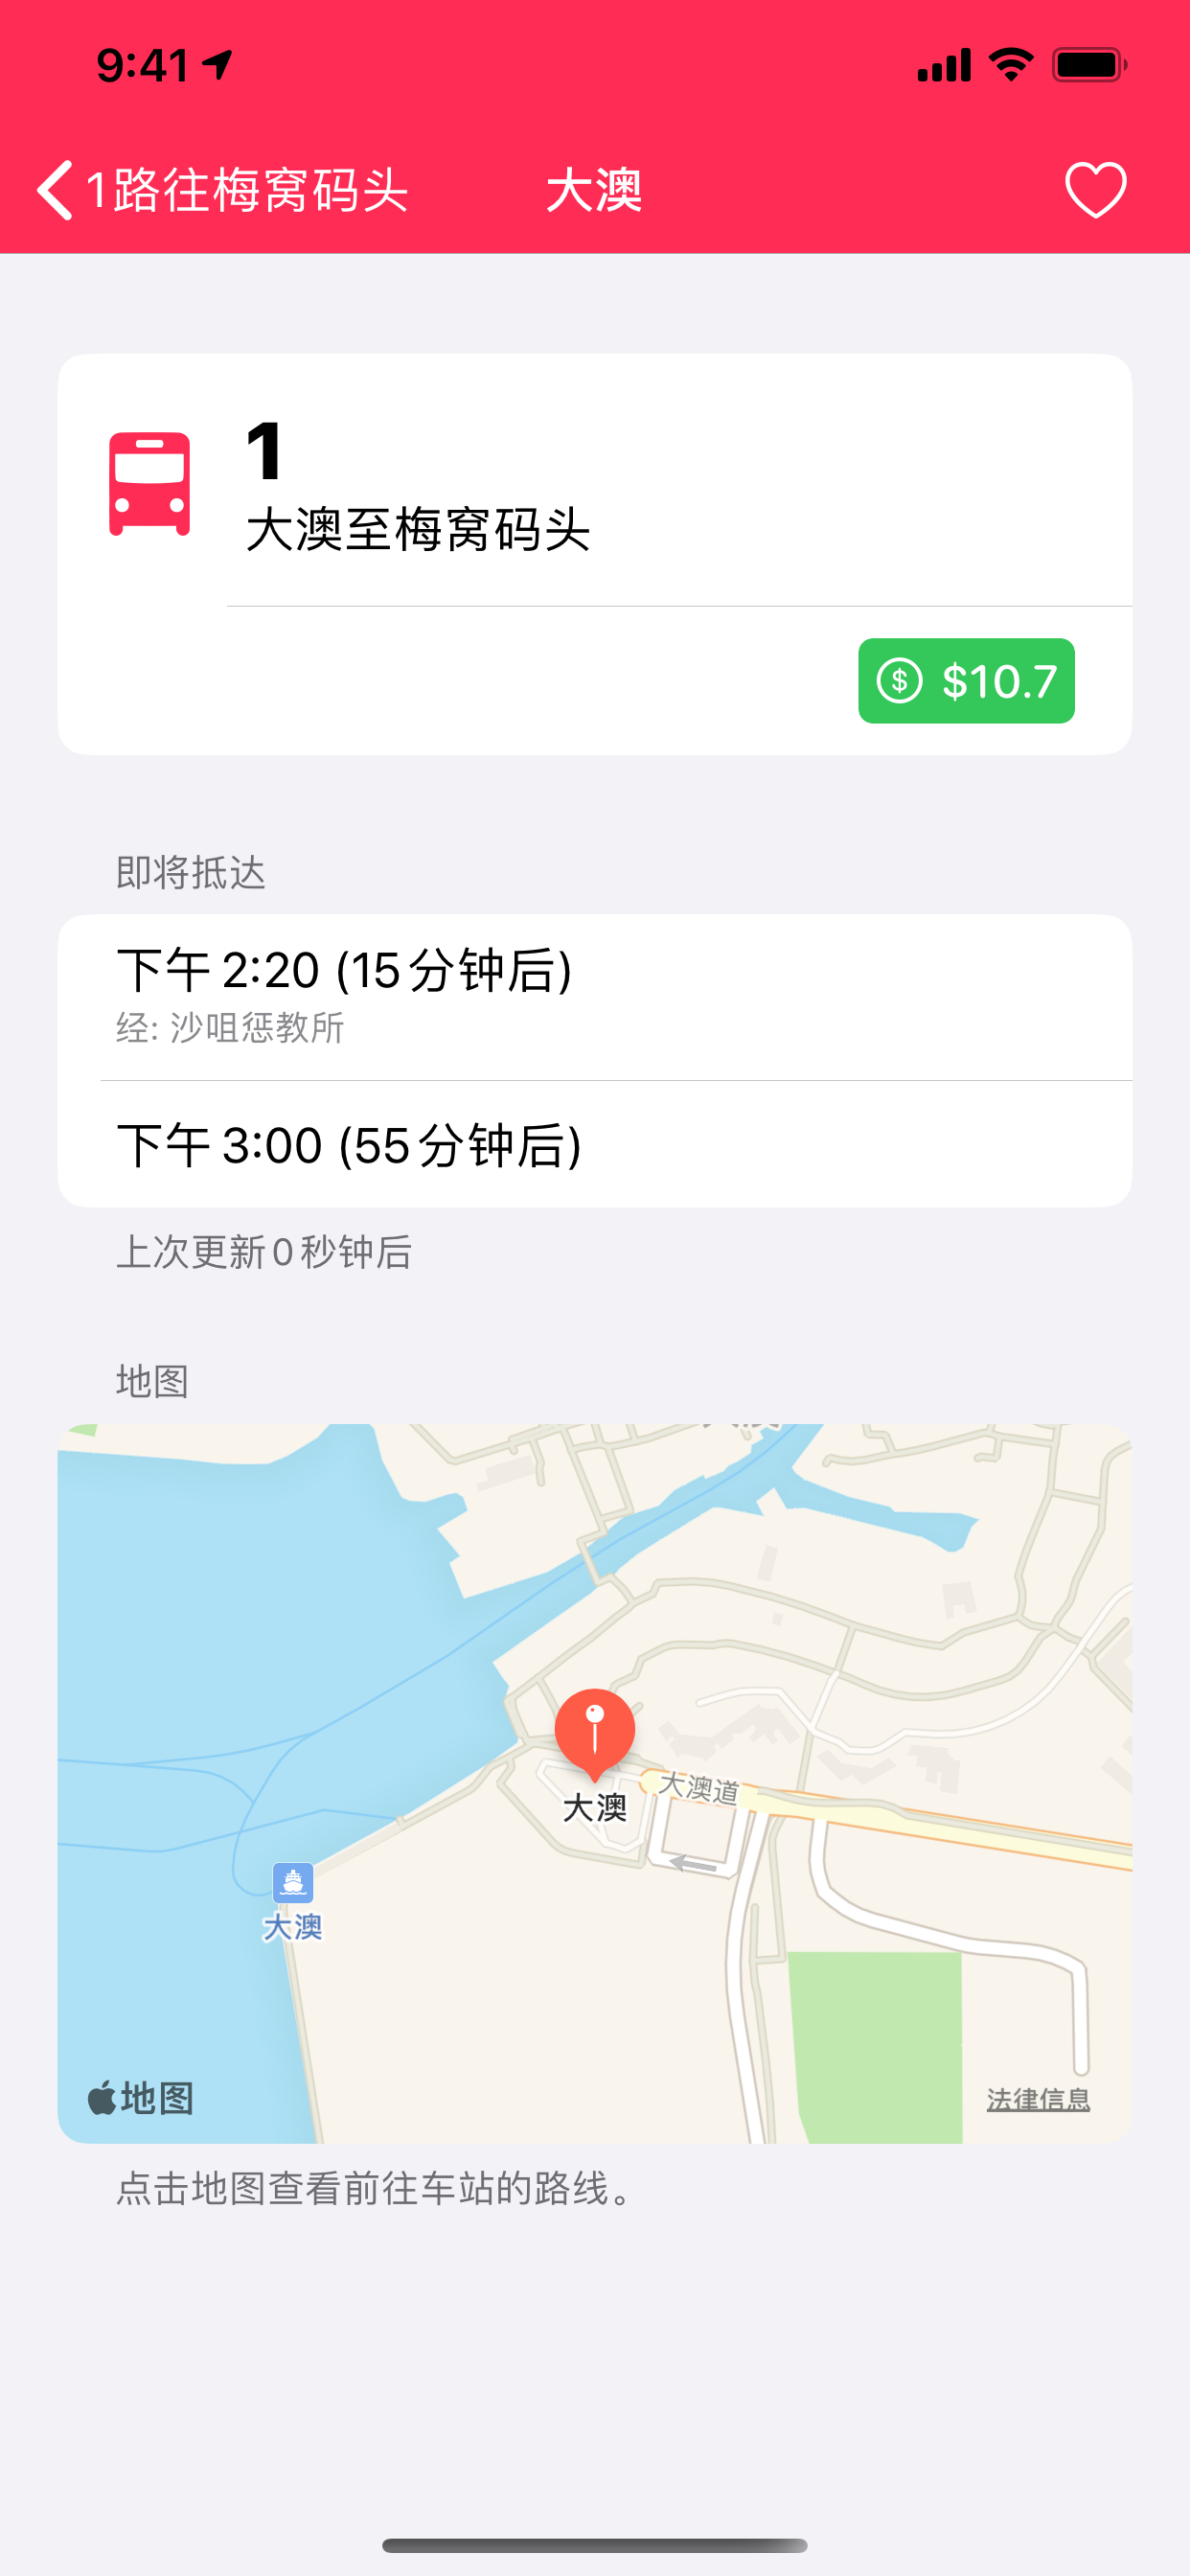 9:41
1路往梅窝码头
大澳
1
大澳至梅窝码头
$ $10.7
即将抵达
下午 2:20 (15 分钟后)
经: 沙咀惩教所
下午 3:00 (55 分钟后)
上次更新 0 秒钟后
地图
大澳道
大澳
大澳
地图
法律信息
点击地图查看前往车站的路线。